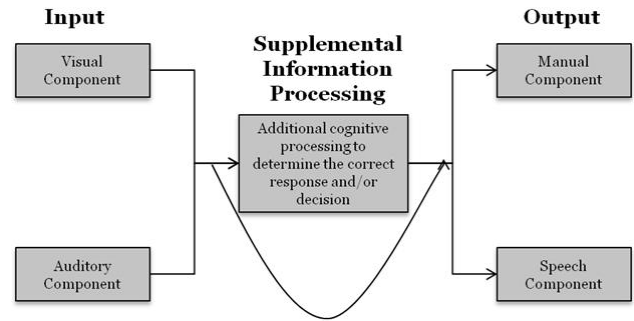 Input
Visual
Component
Auditory
Component
Supplemental
Information
Processing
Additional cognitive
processing to
determine the correct
response and/or
decision
Output
Manual
Component
Speech
Component